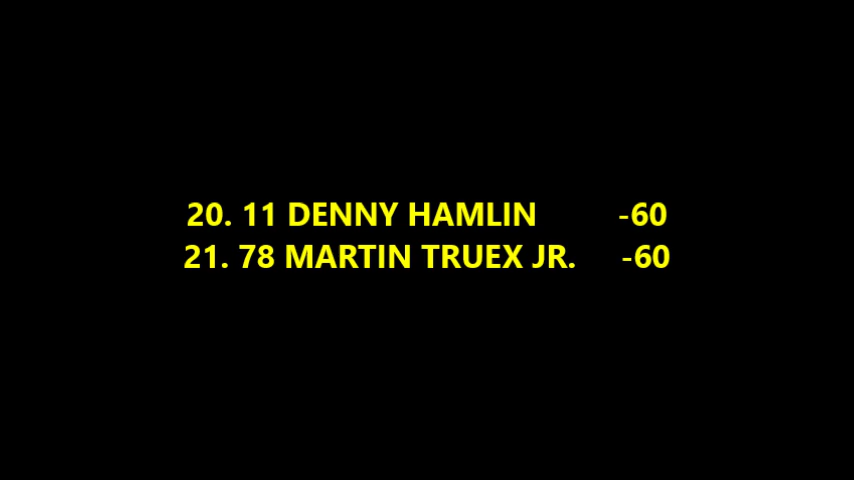 20. 11 DENNY HAMLIN -60
21. 78 MARTIN TRUEX JR. -60